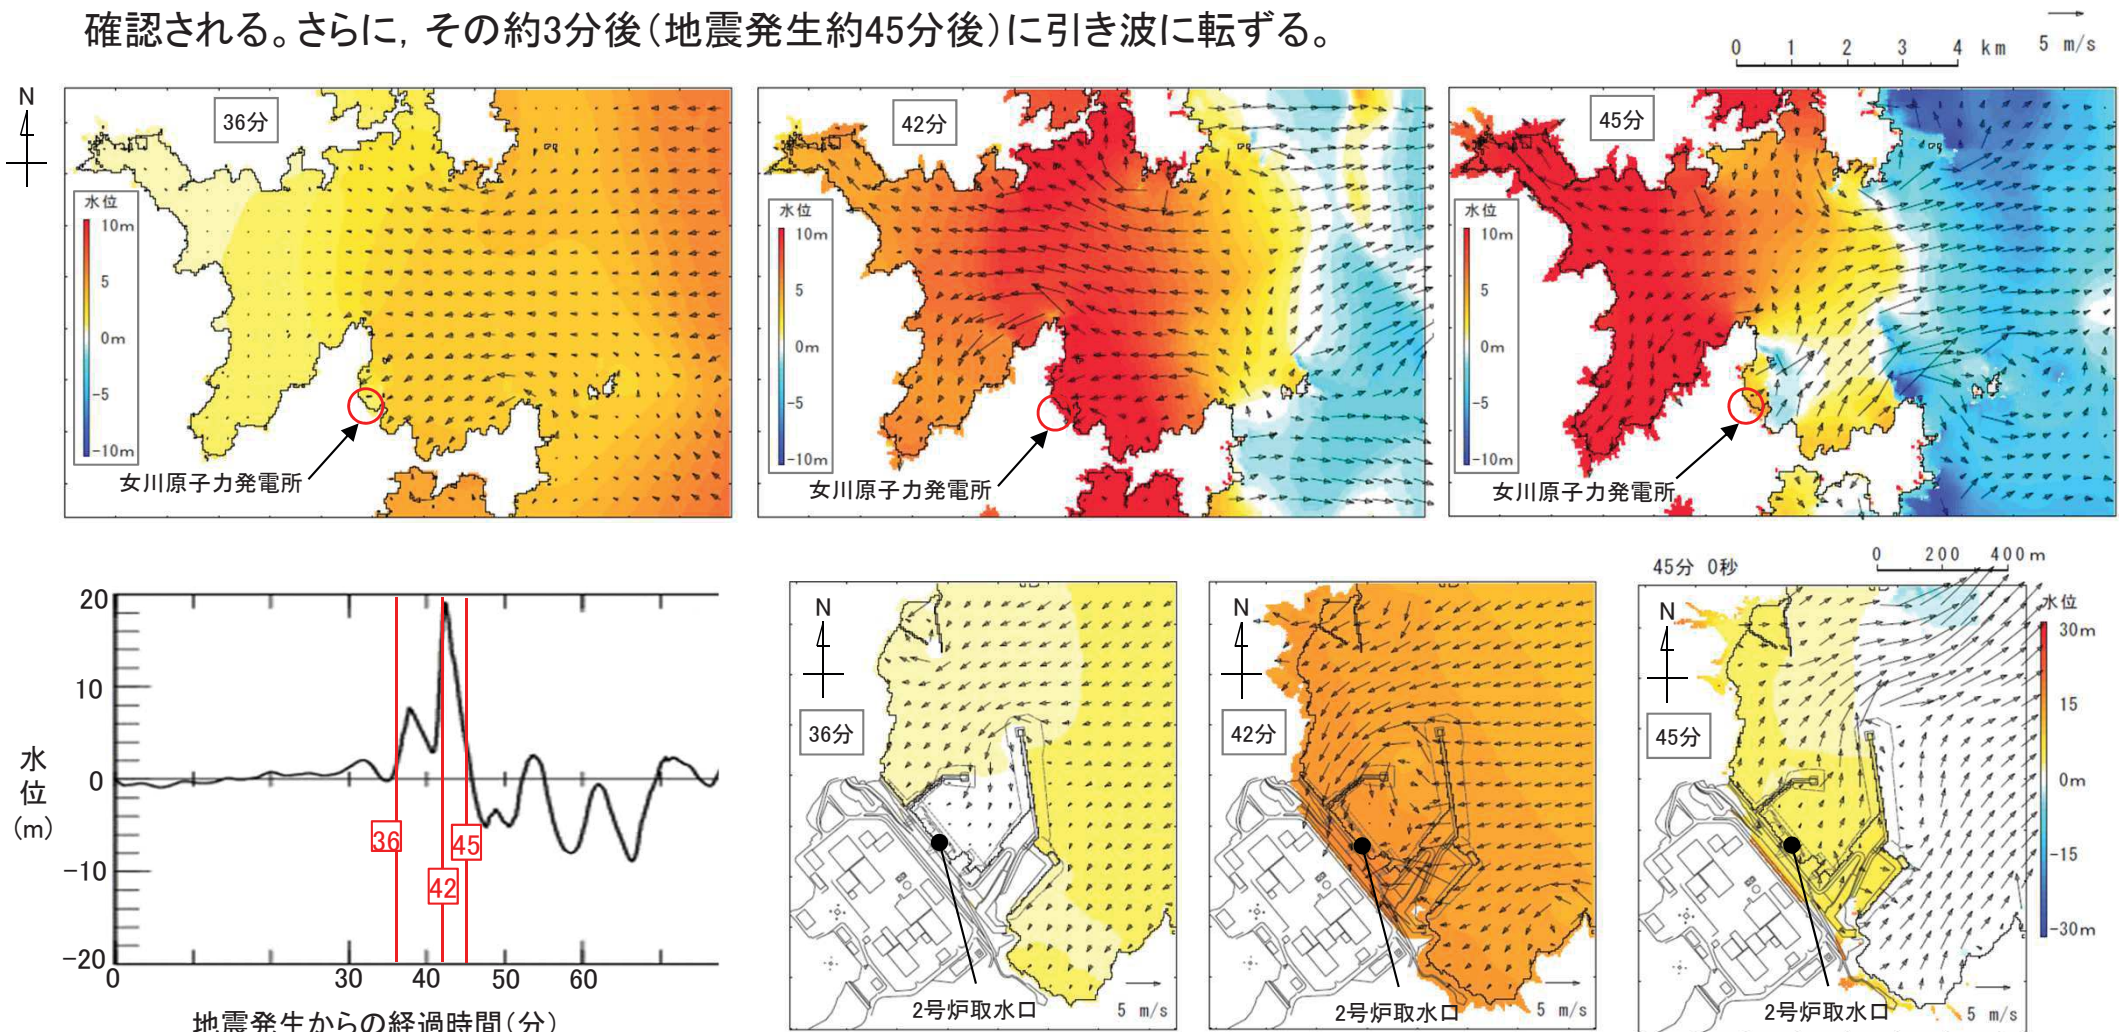 確認される。さらに，その約3分後（地震発生約45分後）に引き波に転ずる。
0 1 2 3 4 km
5 m/s
N
36分
水位
10m
5
0m
-5
-10m
女川原子力発電所
42分
水位
10m
5
0m
-5
-10m
女川原子力発電所
45分
水位
10m
5
0m
-5
-10m
女川原子力発電所
20
10
0
-10
-20
水位(m)
36
42
45
0 30 40 50 60
地震発生からの経過時間(分)
N
36分
2号炉取水口
5 m/s
N
42分
2号炉取水口
5 m/s
45分 0秒
0 200 400m
N
45分
2号炉取水口
5 m/s
水位
30m
15
0m
-15
-30m